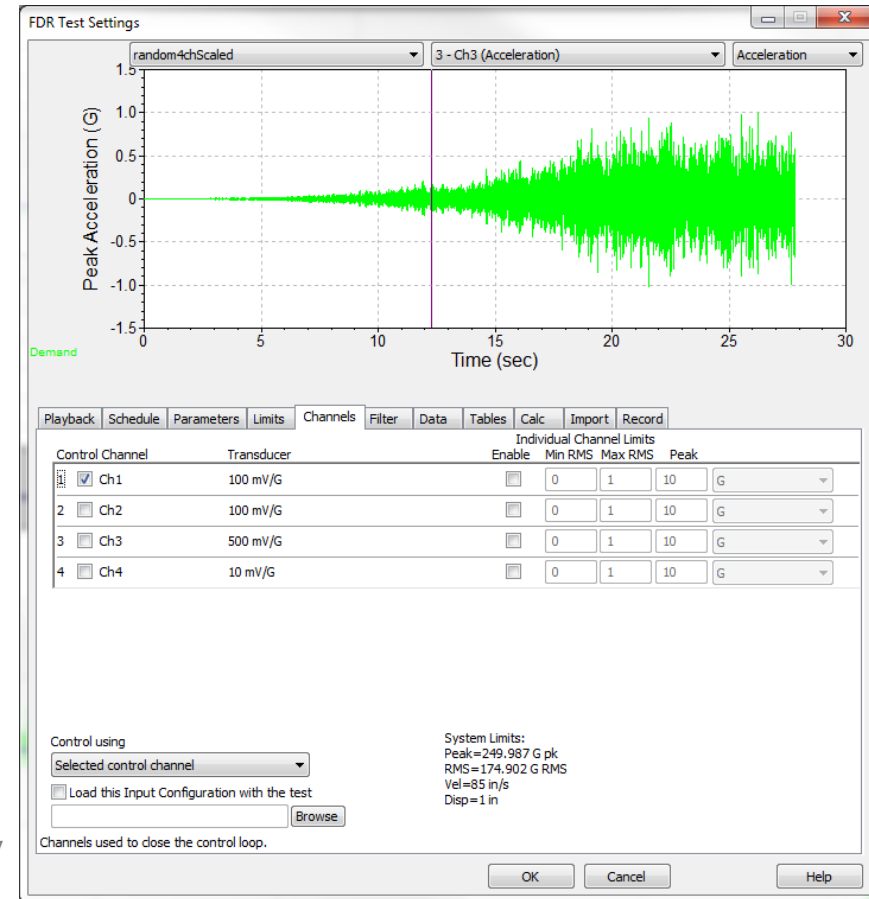 FDR Test Settings
random4chScaled 3 - Ch3 (Acceleration) Acceleration
1.5
1.0
0.5
0
-0.5
-1.0
-1.5
Peak Acceleration (G)
Demand
0 5 10 15 20 25 30
Time (sec)
Playback Schedule Parameters Limits Channels Filter Data Tables Calc Import Record
Individual Channel Limits
Control Channel Transducer Enable Min RMS Max RMS Peak
1 Ch1 100 mV/G 0 1 10 G
2 Ch2 100 mV/G 0 1 10 G
3 Ch3 500 mV/G 0 1 10 G
4 Ch4 10 mV/G 0 1 10 G
Control using
Selected control channel
Load this Input Configuration with the test
Browse
System Limits:
Peak=249.987 G pk
RMS=174.902 G RMS
Vel=85 in/s
Disp=1 in
Channels used to close the control loop.
OK Cancel Help